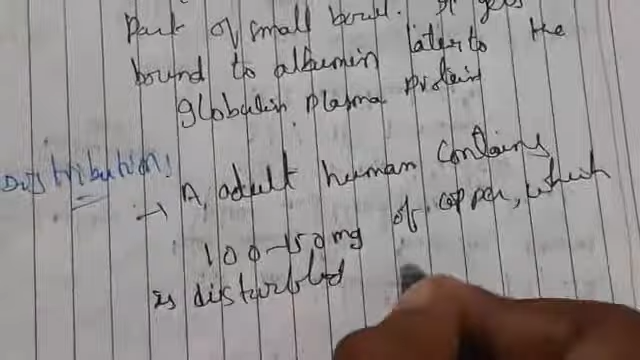 part of small bowel. It gets
bound to albumin later to the
globulin plasma protein
Distribution:
→ A adult human contains
100-150mg of copper, which
is disturbled